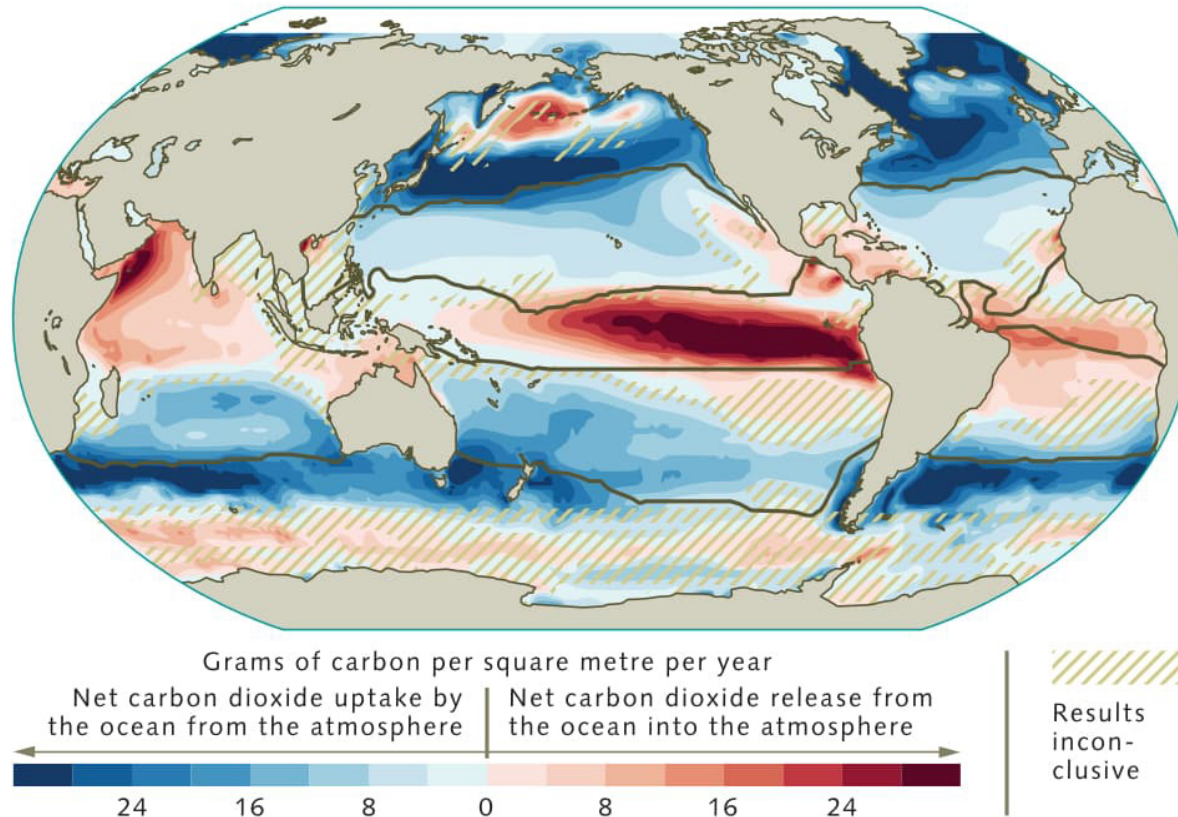 Grams of carbon per square metre per year
Net carbon dioxide uptake by
the ocean from the atmosphere
Net carbon dioxide release from
the ocean into the atmosphere
24 16 8 0 8 16 24
Results
incon-
clusive